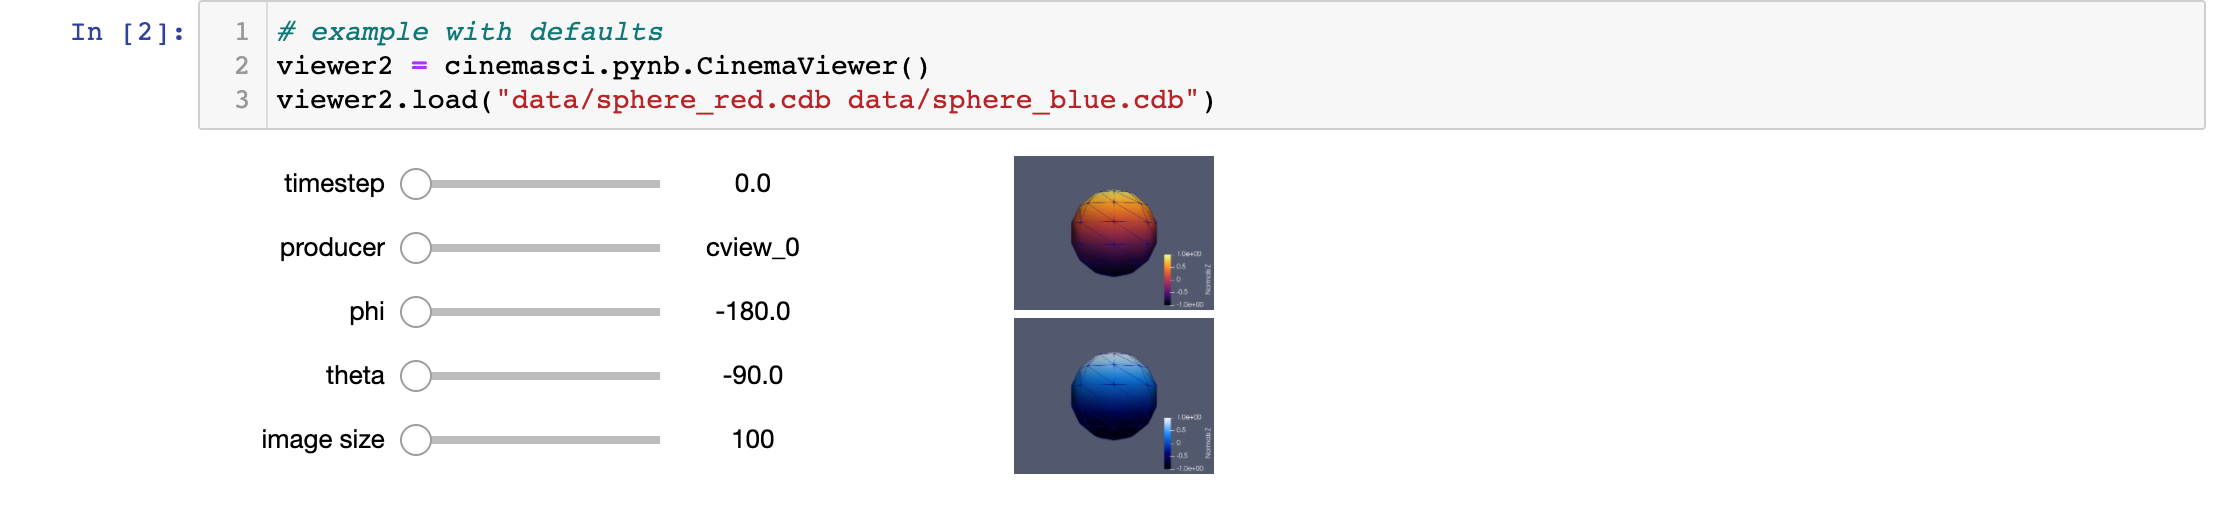 In [2]:
1 # example with defaults
2 viewer2 = cinemasci.pynb.CinemaViewer()
3 viewer2.load("data/sphere_red.cdb data/sphere_blue.cdb")
timestep 0.0
producer cview_0
phi -180.0
theta -90.0
image size 100
1.0e+00
0.5
0
-0.5
-1.0e+00
Normals Z
1.0e+00
0.5
0
-0.5
-1.0e+00
Normals Z